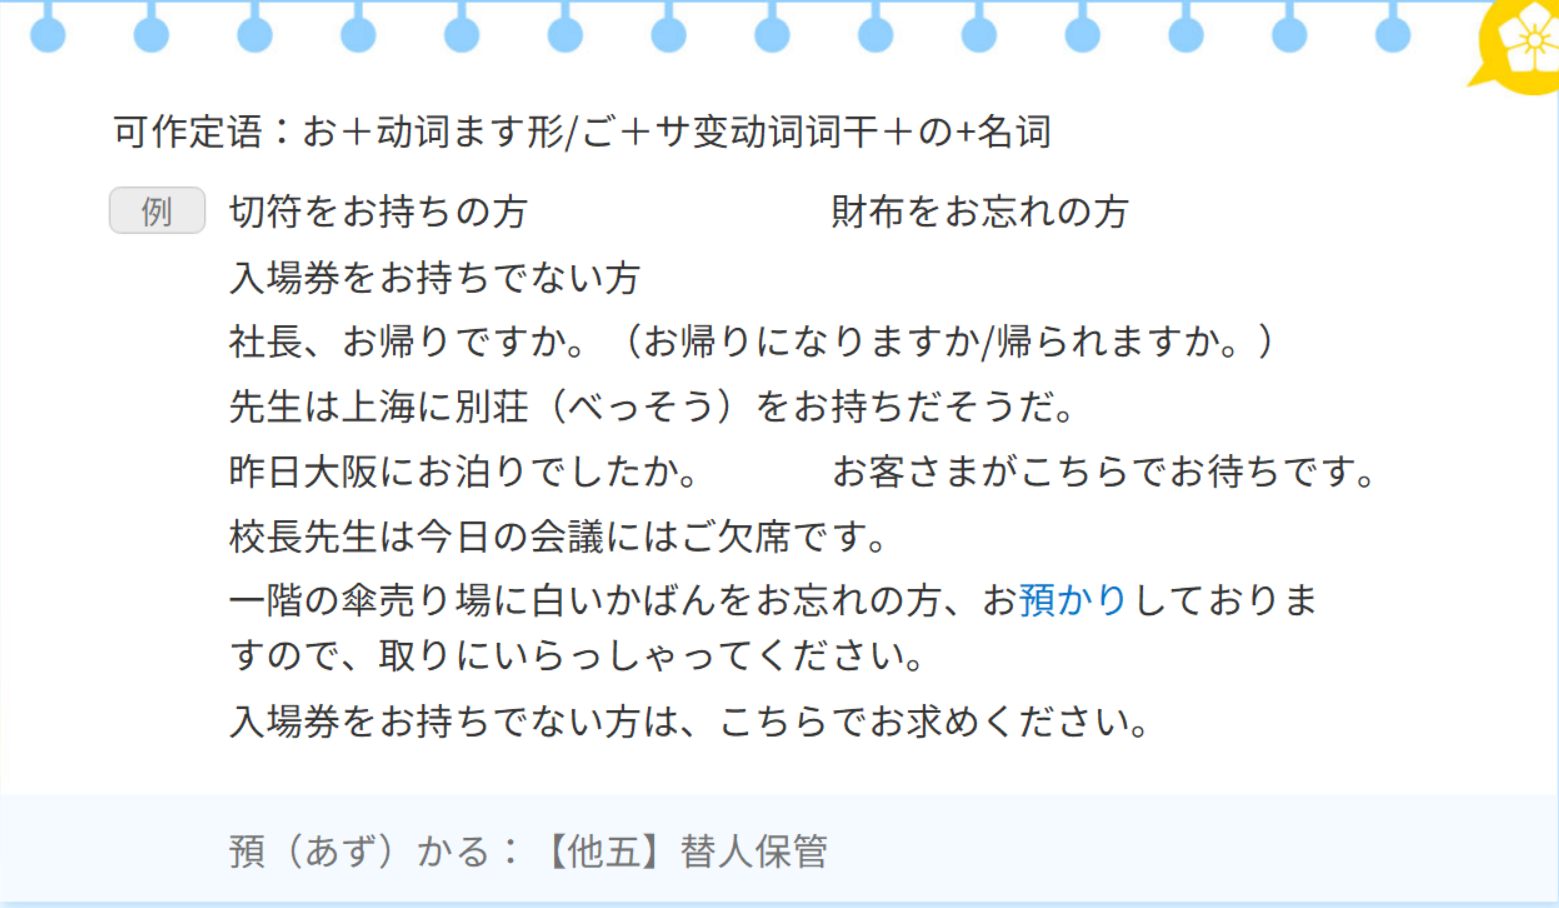 可作定语：お＋动词ます形/ご＋サ变动词词干＋の+名词
例 切符をお持ちの方 財布をお忘れの方
入場券をお持ちでない方
社長、お帰りですか。（お帰りになりますか/帰られますか。）
先生は上海に別荘（べっそう）をお持ちだそうだ。
昨日大阪にお泊りでしたか。 お客さまがこちらでお待ちです。
校長先生は今日の会議にはご欠席です。
一階の傘売り場に白いかばんをお忘れの方、お預かりしておりま
すので、取りにいらっしゃってください。
入場券をお持ちでない方は、こちらでお求めください。
預（あず）かる：【他五】替人保管